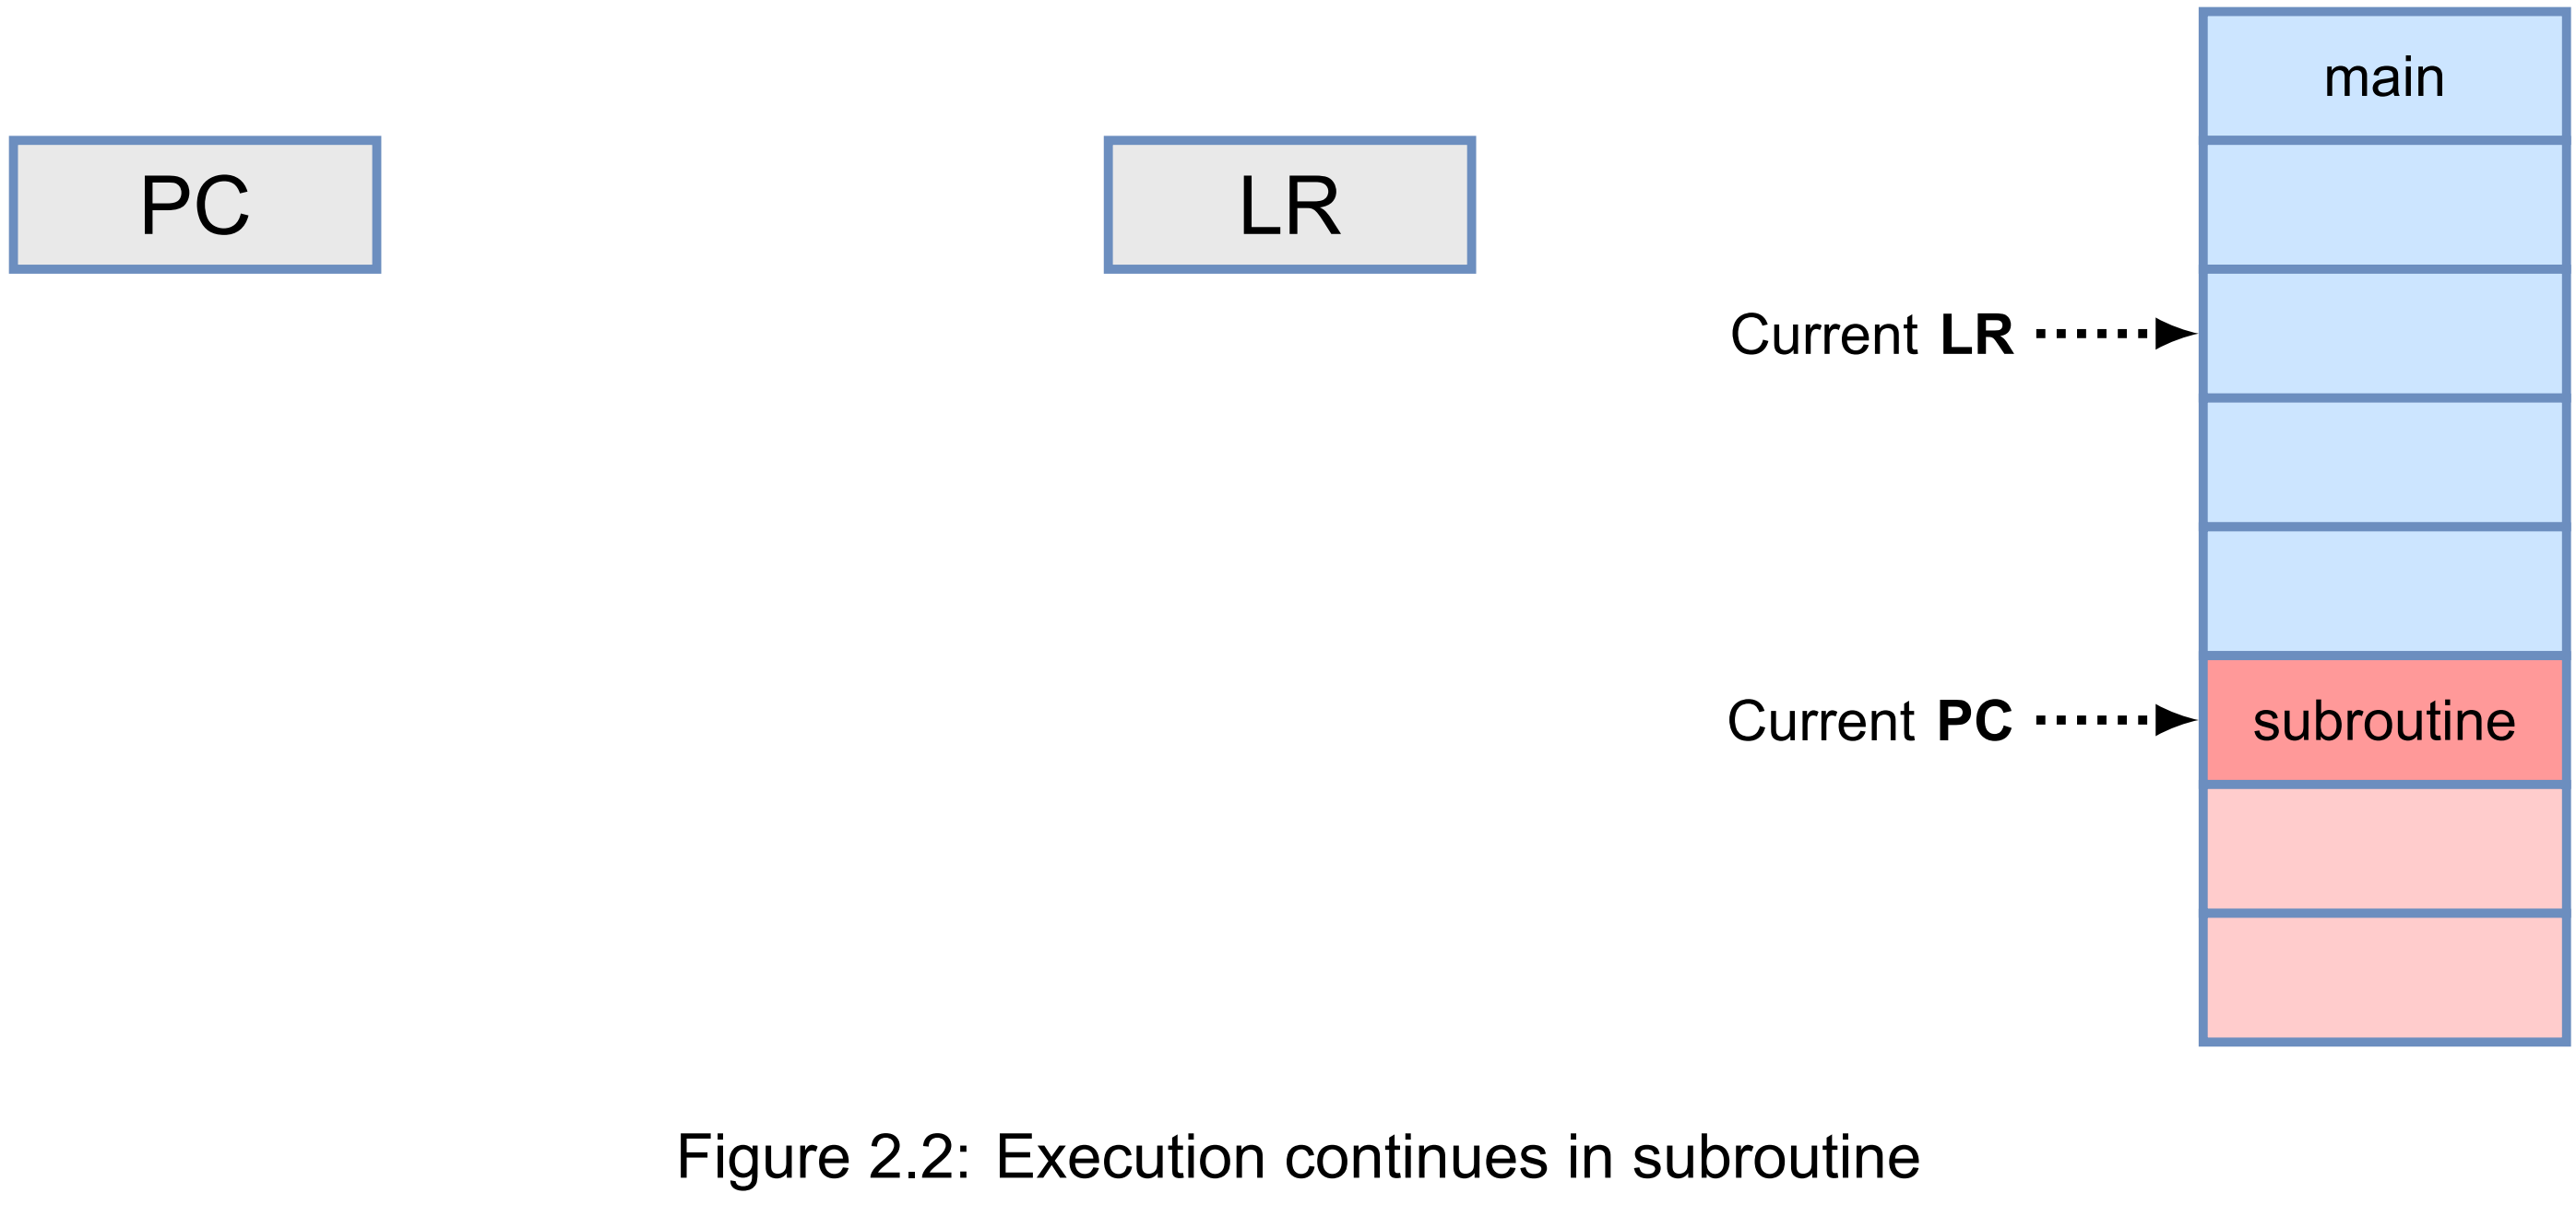 main
PC
LR
Current LR
Current PC
subroutine
Figure 2.2: Execution continues in subroutine